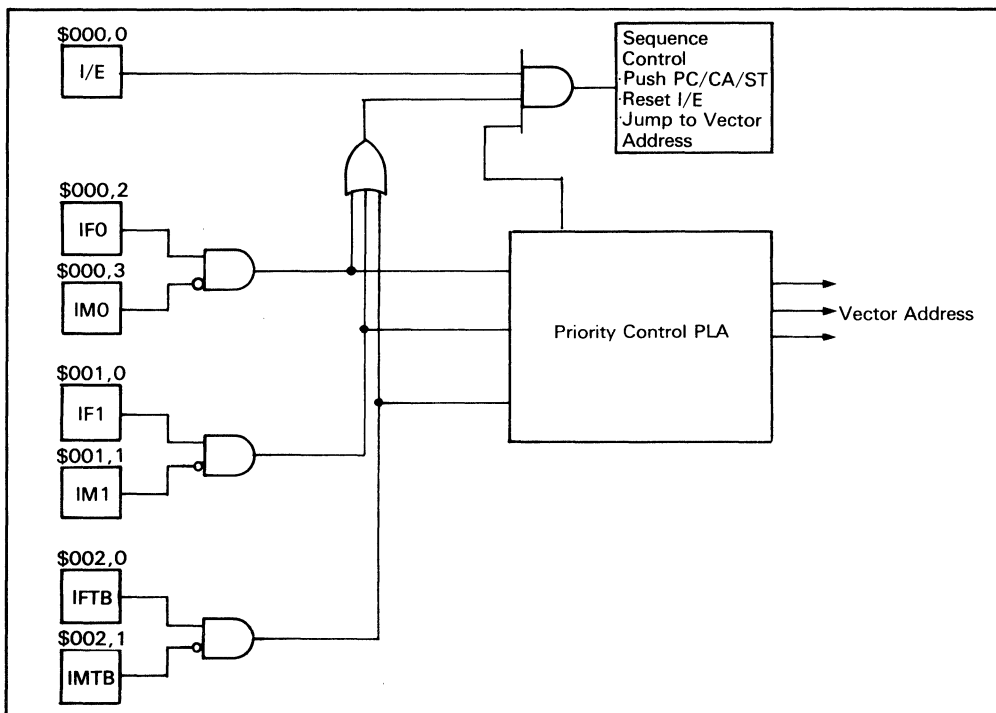 $000,0
I/E
Sequence
Control
·Push PC/CA/ST
·Reset I/E
·Jump to Vector
Address
$000,2
IF0
$000,3
IM0
Priority Control PLA
Vector Address
$001,0
IF1
$001,1
IM1
$002,0
IFTB
$002,1
IMTB